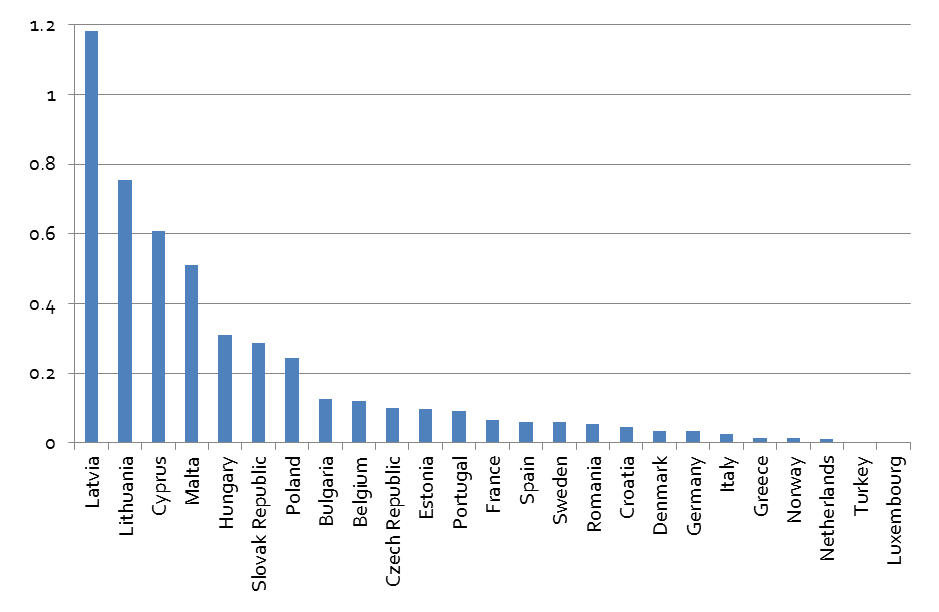 1.2
1
0.8
0.6
0.4
0.2
0
Latvia
Lithuania
Cyprus
Malta
Hungary
Slovak Republic
Poland
Bulgaria
Belgium
Czech Republic
Estonia
Portugal
France
Spain
Sweden
Romania
Croatia
Denmark
Germany
Italy
Greece
Norway
Netherlands
Turkey
Luxembourg